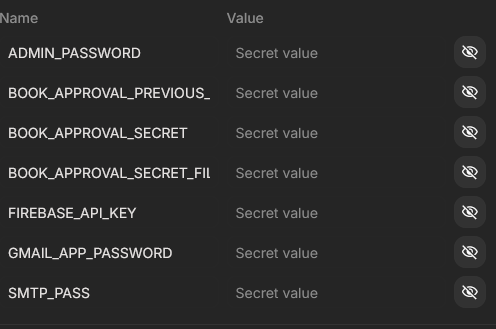 Name Value
ADMIN_PASSWORD Secret value
BOOK_APPROVAL_PREVIOUS_ Secret value
BOOK_APPROVAL_SECRET Secret value
BOOK_APPROVAL_SECRET_FIL Secret value
FIREBASE_API_KEY Secret value
GMAIL_APP_PASSWORD Secret value
SMTP_PASS Secret value